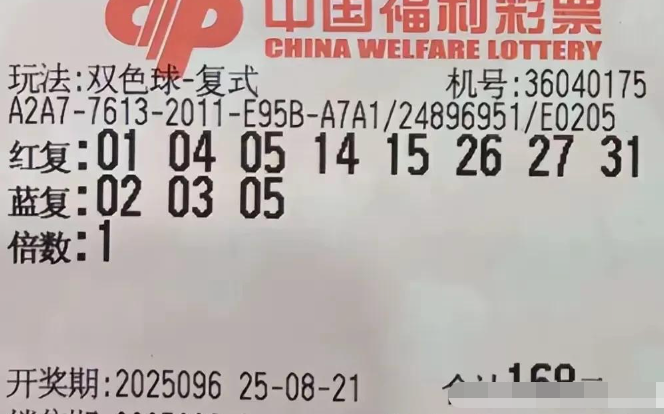 中国福利彩票
CHINA WELFARE LOTTERY
玩法:双色球-复式 机号:36040175
A2A7-7613-2011-E95B-A7A1/24896951/E0205
红复:01 04 05 14 15 26 27 31
蓝复:02 03 05
倍数:1
开奖期:2025096 25-08-21 168